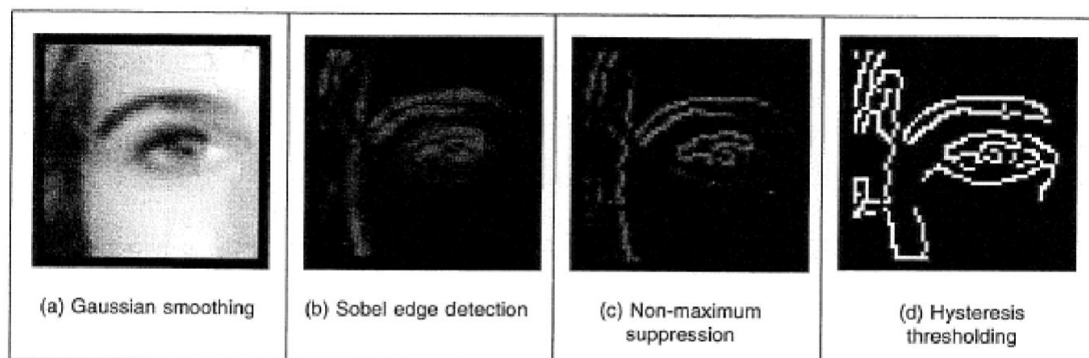 (a) Gaussian smoothing
(b) Sobel edge detection
(c) Non-maximum
suppression
(d) Hysteresis
thresholding